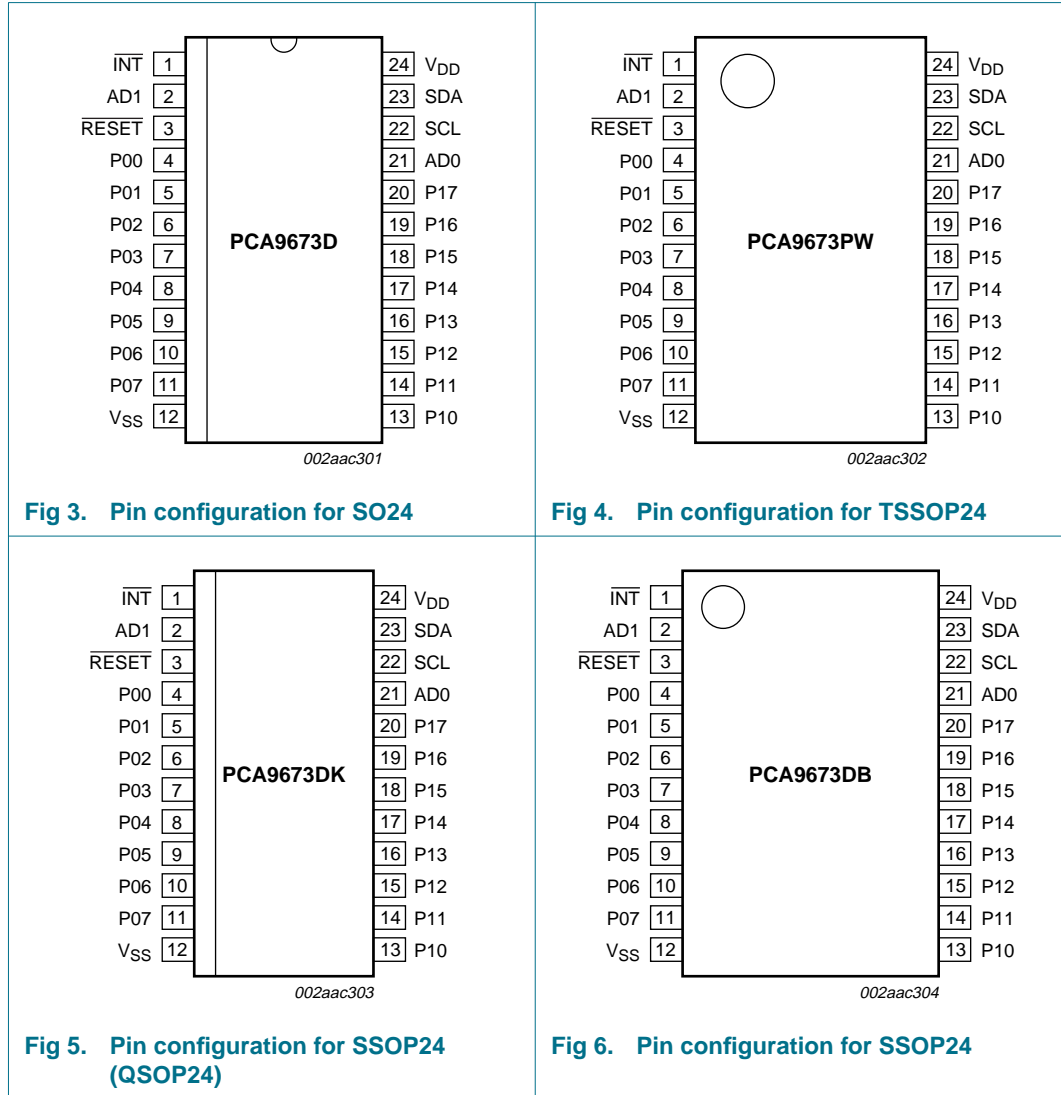 I̅N̅T̅ 1 24 VDD
AD1 2 23 SDA
R̅E̅S̅E̅T̅ 3 22 SCL
P00 4 21 AD0
P01 5 20 P17
P02 6 19 P16
PCA9673D
P03 7 18 P15
P04 8 17 P14
P05 9 16 P13
P06 10 15 P12
P07 11 14 P11
VSS 12 13 P10
002aac301
Fig 3. Pin configuration for SO24
I̅N̅T̅ 1 24 VDD
AD1 2 23 SDA
R̅E̅S̅E̅T̅ 3 22 SCL
P00 4 21 AD0
P01 5 20 P17
P02 6 19 P16
PCA9673PW
P03 7 18 P15
P04 8 17 P14
P05 9 16 P13
P06 10 15 P12
P07 11 14 P11
VSS 12 13 P10
002aac302
Fig 4. Pin configuration for TSSOP24
I̅N̅T̅ 1 24 VDD
AD1 2 23 SDA
R̅E̅S̅E̅T̅ 3 22 SCL
P00 4 21 AD0
P01 5 20 P17
P02 6 19 P16
PCA9673DK
P03 7 18 P15
P04 8 17 P14
P05 9 16 P13
P06 10 15 P12
P07 11 14 P11
VSS 12 13 P10
002aac303
Fig 5. Pin configuration for SSOP24
(QSOP24)
I̅N̅T̅ 1 24 VDD
AD1 2 23 SDA
R̅E̅S̅E̅T̅ 3 22 SCL
P00 4 21 AD0
P01 5 20 P17
P02 6 19 P16
PCA9673DB
P03 7 18 P15
P04 8 17 P14
P05 9 16 P13
P06 10 15 P12
P07 11 14 P11
VSS 12 13 P10
002aac304
Fig 6. Pin configuration for SSOP24